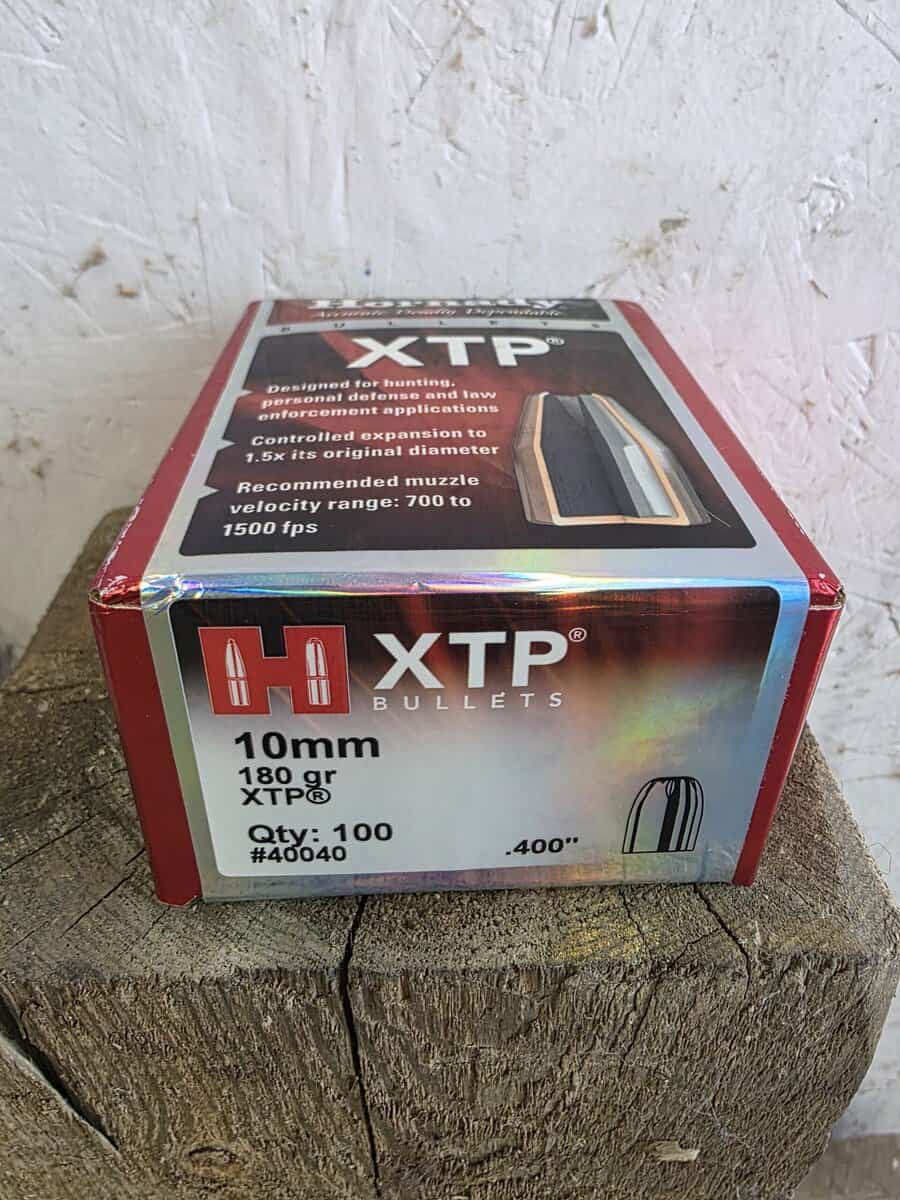 Hornady
Accurate Deadly Dependable
BULLETS
XTP®
Designed for hunting,
personal defense and law
enforcement applications
Controlled expansion to
1.5x its original diameter
Recommended muzzle
velocity range: 700 to
1500 fps
H XTP®
BULLETS
10mm
180 gr
XTP®
Qty: 100
#40040
.400"